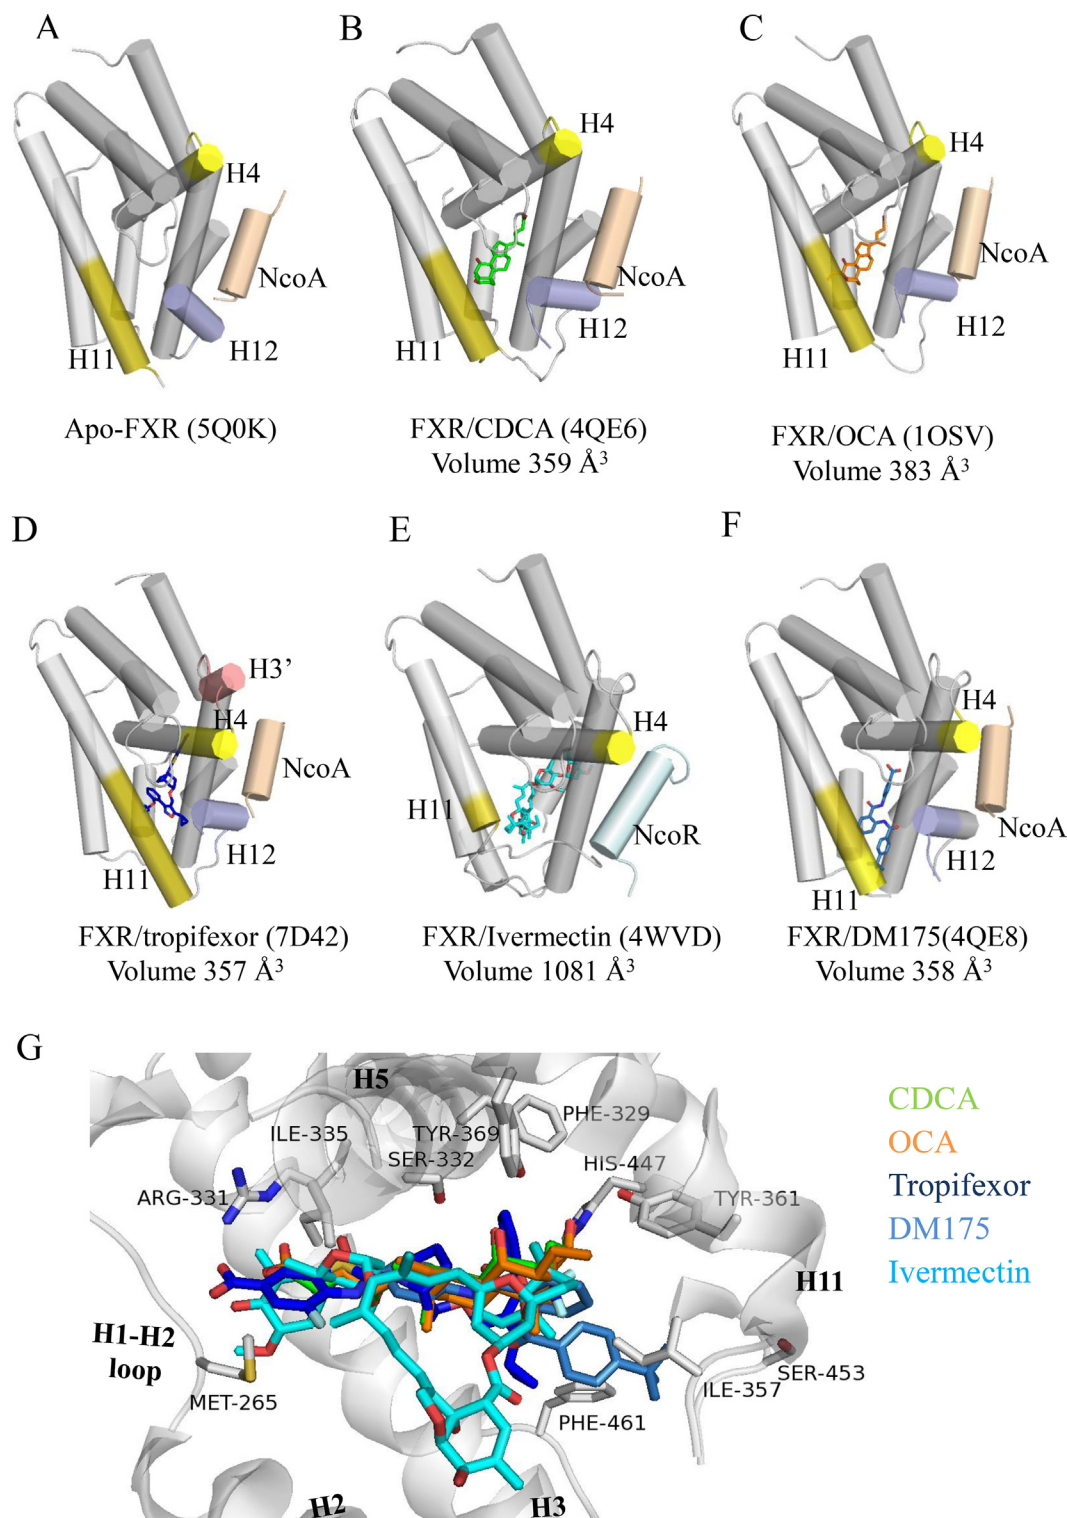 A
H4
NcoA
H11
H12
Apo-FXR (5Q0K)
B
H4
NcoA
H11
H12
FXR/CDCA (4QE6)
Volume 359 Å³
C
H4
NcoA
H12
H11
FXR/OCA (1OSV)
Volume 383 Å³
D
H3’
H4
NcoA
H12
H11
FXR/tropifexor (7D42)
Volume 357 Å³
E
H4
H11
NcoR
FXR/Ivermectin (4WVD)
Volume 1081 Å³
F
H4
NcoA
H12
H11
FXR/DM175(4QE8)
Volume 358 Å³
G
H5
PHE-329
ILE-335
TYR-369
SER-332
HIS-447
ARG-331
TYR-361
H11
H1-H2
loop
MET-265
ILE-357
SER-453
PHE-461
H2
H3
CDCA
OCA
Tropifexor
DM175
Ivermectin